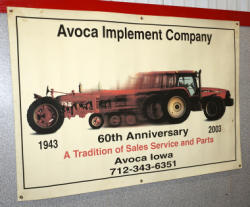 Avoca Implement Company
1943
60th Anniversary
2003
A Tradition of Sales Service and Parts
Avoca Iowa
712-343-6351